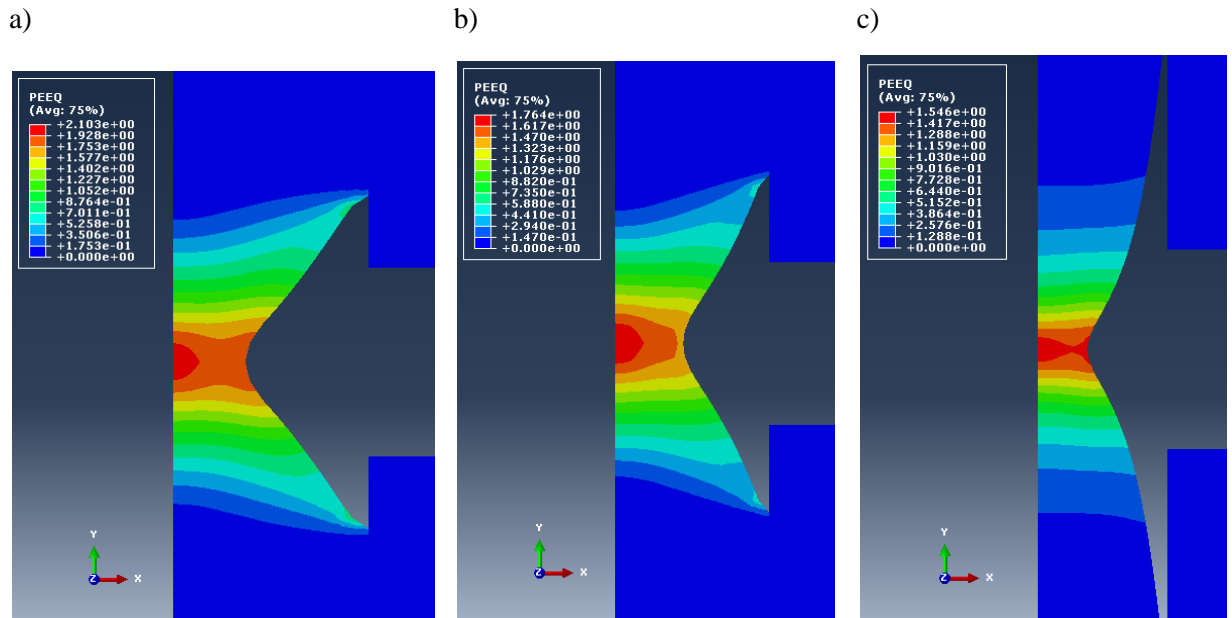 a)
PEEQ
(Avg: 75%)
+2.103e+00
+1.928e+00
+1.753e+00
+1.577e+00
+1.402e+00
+1.227e+00
+1.052e+00
+8.764e-01
+7.011e-01
+5.258e-01
+3.506e-01
+1.753e-01
+0.000e+00
Y
Z
X
b)
PEEQ
(Avg: 75%)
+1.764e+00
+1.617e+00
+1.470e+00
+1.323e+00
+1.176e+00
+1.029e+00
+8.820e-01
+7.350e-01
+5.880e-01
+4.410e-01
+2.940e-01
+1.470e-01
+0.000e+00
Y
Z
X
c)
PEEQ
(Avg: 75%)
+1.546e+00
+1.417e+00
+1.288e+00
+1.159e+00
+1.030e+00
+9.016e-01
+7.728e-01
+6.440e-01
+5.152e-01
+3.864e-01
+2.576e-01
+1.288e-01
+0.000e+00
Y
Z
X